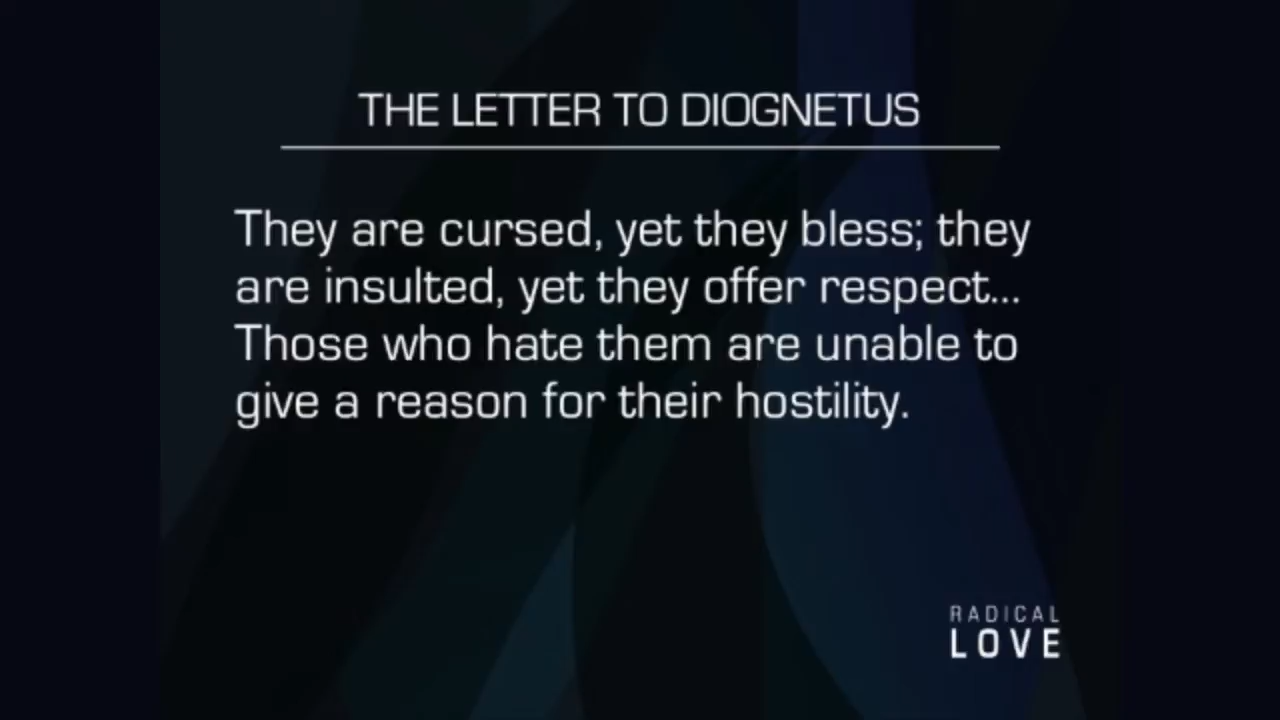 THE LETTER TO DIOGNETUS
They are cursed, yet they bless; they
are insulted, yet they offer respect...
Those who hate them are unable to
give a reason for their hostility.
RADICAL
LOVE